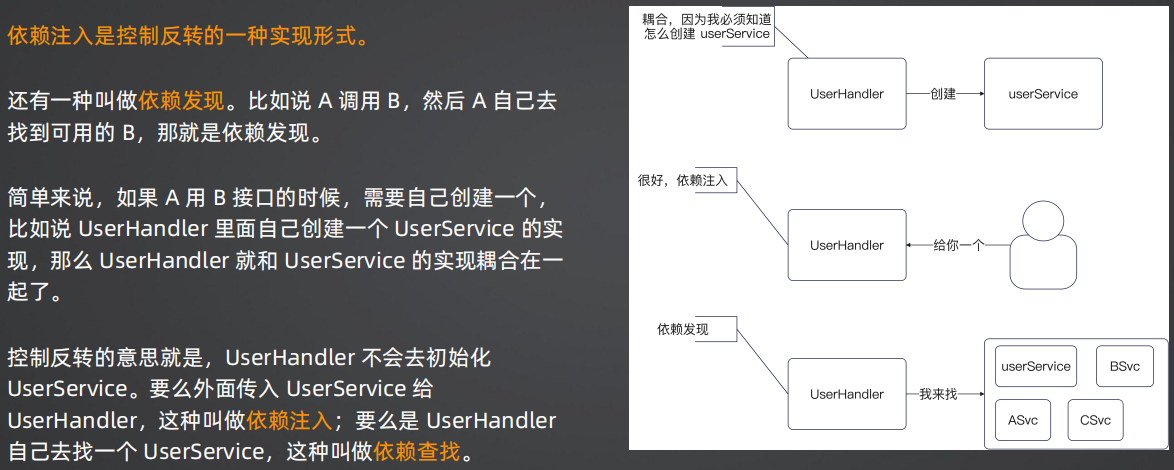 依赖注入是控制反转的一种实现形式。
还有一种叫做依赖发现。比如说 A 调用 B，然后 A 自己去
找到可用的 B，那就是依赖发现。
简单来说，如果 A 用 B 接口的时候，需要自己创建一个，
比如说 UserHandler 里面自己创建一个 UserService 的实
现，那么 UserHandler 就和 UserService 的实现耦合在一
起了。
控制反转的意思就是，UserHandler 不会去初始化
UserService。要么外面传入 UserService 给
UserHandler，这种叫做依赖注入；要么是 UserHandler
自己去找一个 UserService，这种叫做依赖查找。
耦合，因为我必须知道
怎么创建 userService
UserHandler
创建
userService
很好，依赖注入
UserHandler
给你一个
依赖发现
UserHandler
我来找
userService
BSvc
ASvc
CSvc